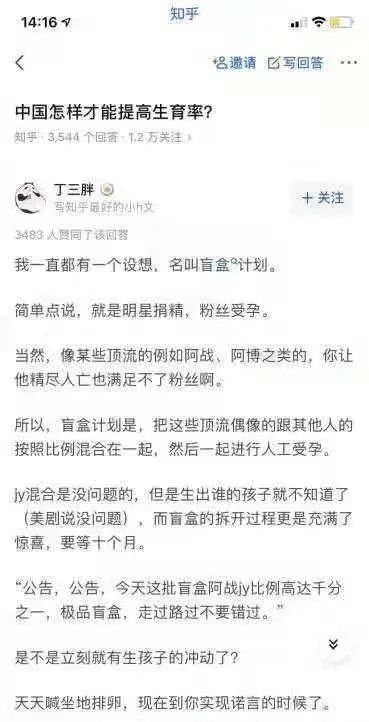 14:16
知乎
邀请 写回答 ...
中国怎样才能提高生育率?
知乎 · 3,544 个回答 · 1.2 万关注 >
丁三胖
写知乎最好的小h文
+ 关注
3483 人赞同了该回答
我一直都有一个设想，名叫盲盒计划。
简单点说，就是明星捐精，粉丝受孕。
当然，像某些顶流的例如阿战、阿博之类的，你让
他精尽人亡也满足不了粉丝啊。
所以，盲盒计划是，把这些顶流偶像的跟其他人的
按照比例混合在一起，然后一起进行人工受孕。
jy混合是没问题的，但是生出谁的孩子就不知道了
（美剧说没问题），而盲盒的拆开过程更是充满了
惊喜，要等十个月。
“公告，公告，今天这批盲盒阿战jy比例高达千分
之一，极品盲盒，走过路过不要错过。”
是不是立刻就有生孩子的冲动了？
天天喊坐地排卵，现在到你实现诺言的时候了。